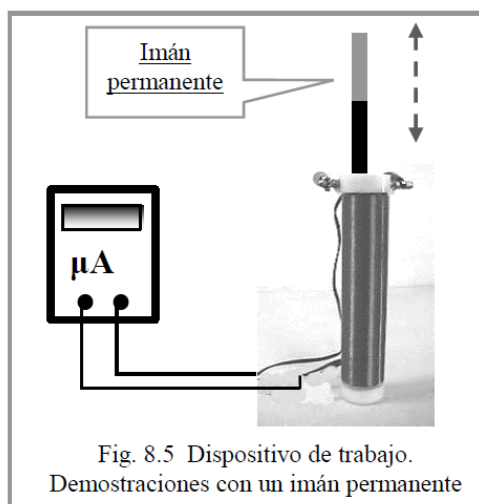 Imán
permanente
µA
Fig. 8.5 Dispositivo de trabajo.
Demostraciones con un imán permanente